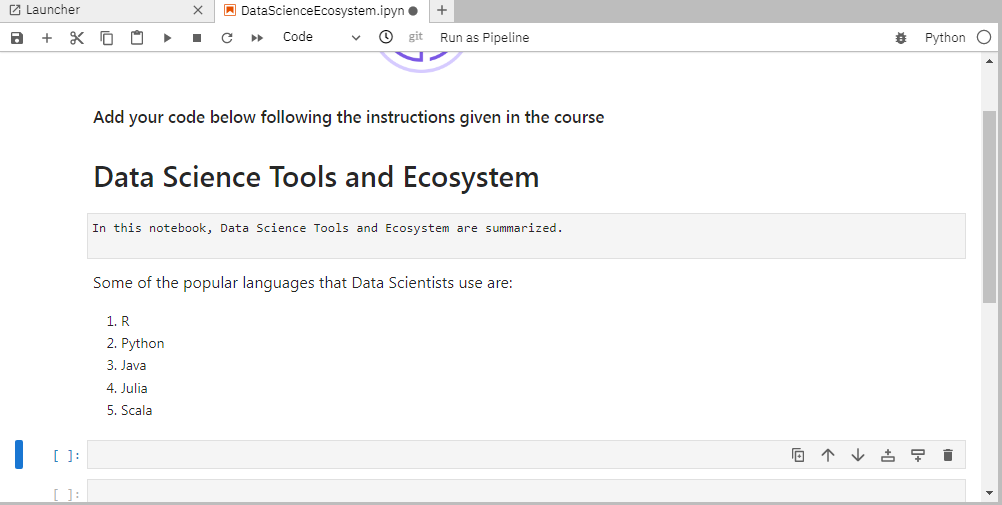 Launcher
DataScienceEcosystem.ipyn
Code
git
Run as Pipeline
Python
Add your code below following the instructions given in the course
Data Science Tools and Ecosystem
In this notebook, Data Science Tools and Ecosystem are summarized.
Some of the popular languages that Data Scientists use are:
1. R
2. Python
3. Java
4. Julia
5. Scala
[ ]:
[ ]: